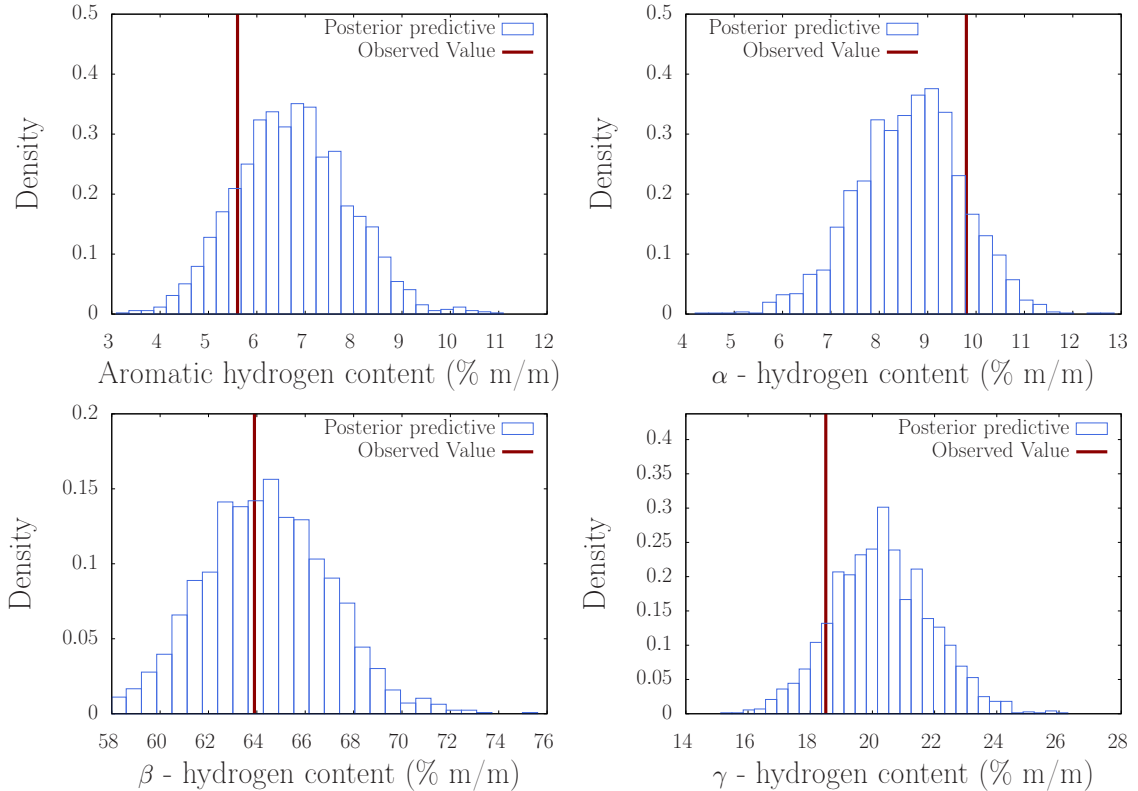 0.5
0.4
0.3
0.2
0.1
0
Density
Posterior predictive
Observed Value
3 4 5 6 7 8 9 10 11 12
Aromatic hydrogen content (% m/m)
0.5
0.4
0.3
0.2
0.1
0
Density
Posterior predictive
Observed Value
4 5 6 7 8 9 10 11 12 13
α - hydrogen content (% m/m)
0.2
0.15
0.1
0.05
0
Density
Posterior predictive
Observed Value
58 60 62 64 66 68 70 72 74 76
β - hydrogen content (% m/m)
0.4
0.35
0.3
0.25
0.2
0.15
0.1
0.05
0
Density
Posterior predictive
Observed Value
14 16 18 20 22 24 26 28
γ - hydrogen content (% m/m)